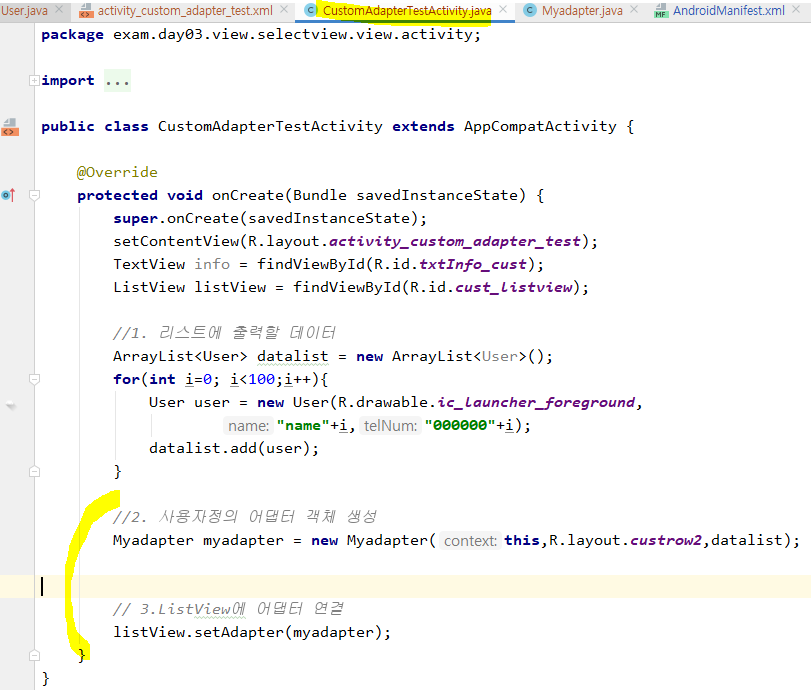 User.java
activity_custom_adapter_test.xml
CustomAdapterTestActivity.java
Myadapter.java
AndroidManifest.xml
package exam.day03.view.selectview.view.activity;
import ...
public class CustomAdapterTestActivity extends AppCompatActivity {
@Override
protected void onCreate(Bundle savedInstanceState) {
super.onCreate(savedInstanceState);
setContentView(R.layout.activity_custom_adapter_test);
TextView info = findViewById(R.id.txtInfo_cust);
ListView listView = findViewById(R.id.cust_listview);
//1. 리스트에 출력할 데이터
ArrayList<User> datalist = new ArrayList<User>();
for(int i=0; i<100;i++){
User user = new User(R.drawable.ic_launcher_foreground,
name: "name"+i, telNum: "000000"+i);
datalist.add(user);
}
//2. 사용자정의 어댑터 객체 생성
Myadapter myadapter = new Myadapter( context: this,R.layout.custrow2,datalist);
// 3.ListView에 어댑터 연결
listView.setAdapter(myadapter);
}
}